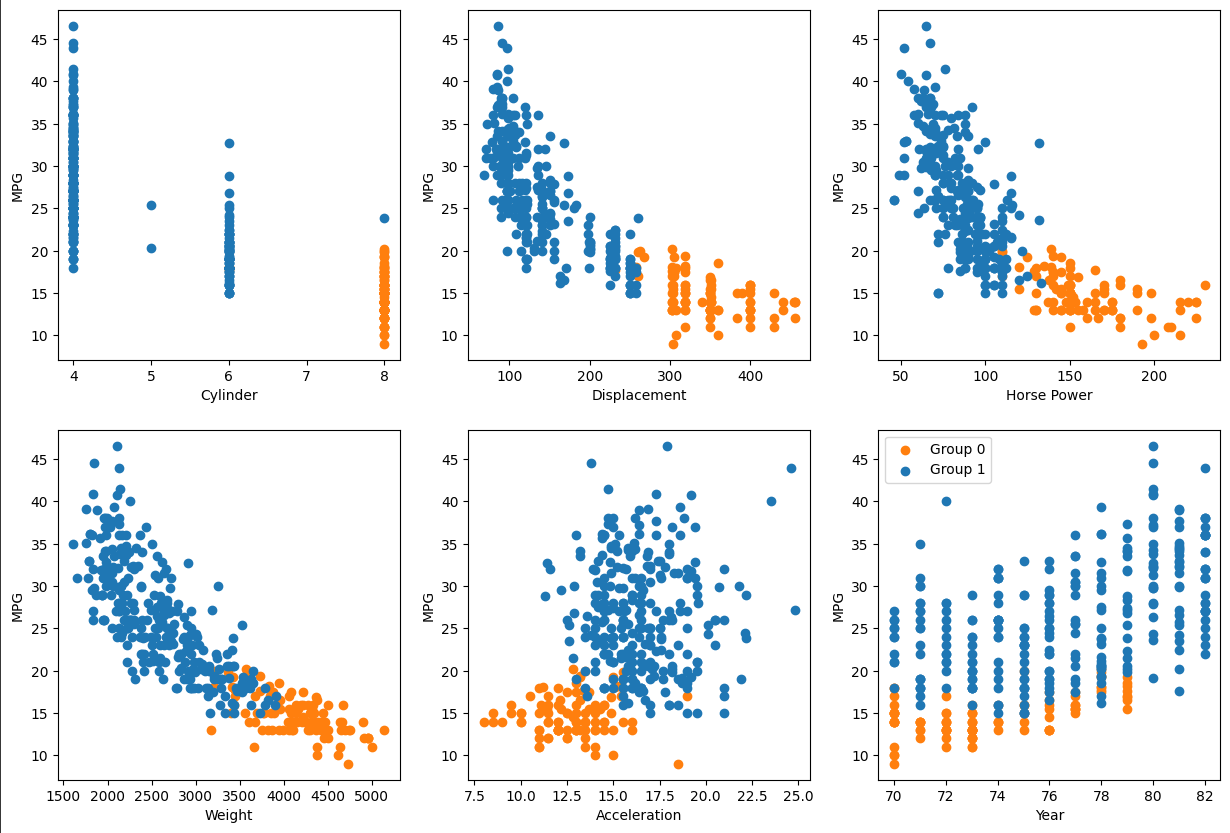 45
40
35
30
25
20
15
10
MPG
4 5 6 7 8
Cylinder
45
40
35
30
25
20
15
10
MPG
100 200 300 400
Displacement
45
40
35
30
25
20
15
10
MPG
50 100 150 200
Horse Power
45
40
35
30
25
20
15
10
MPG
1500 2000 2500 3000 3500 4000 4500 5000
Weight
45
40
35
30
25
20
15
10
MPG
7.5 10.0 12.5 15.0 17.5 20.0 22.5 25.0
Acceleration
Group 0
Group 1
45
40
35
30
25
20
15
10
MPG
70 72 74 76 78 80 82
Year